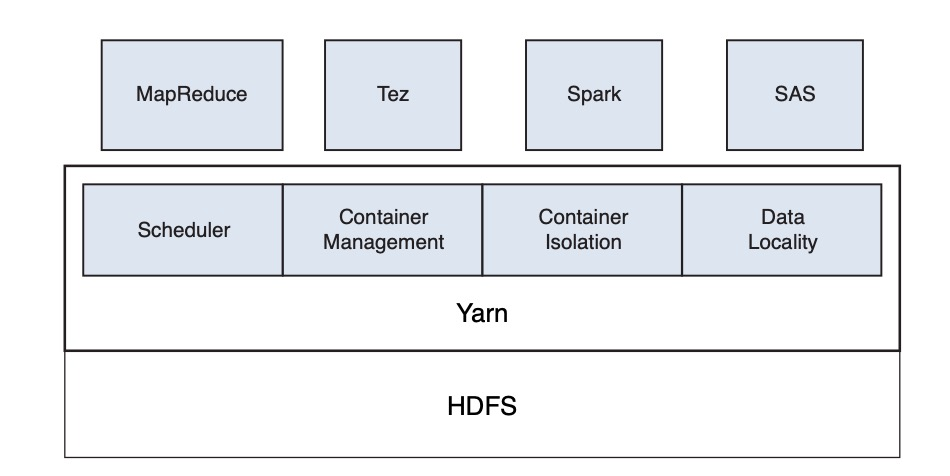 MapReduce
Tez
Spark
SAS
Scheduler
Container
Management
Container
Isolation
Data
Locality
Yarn
HDFS